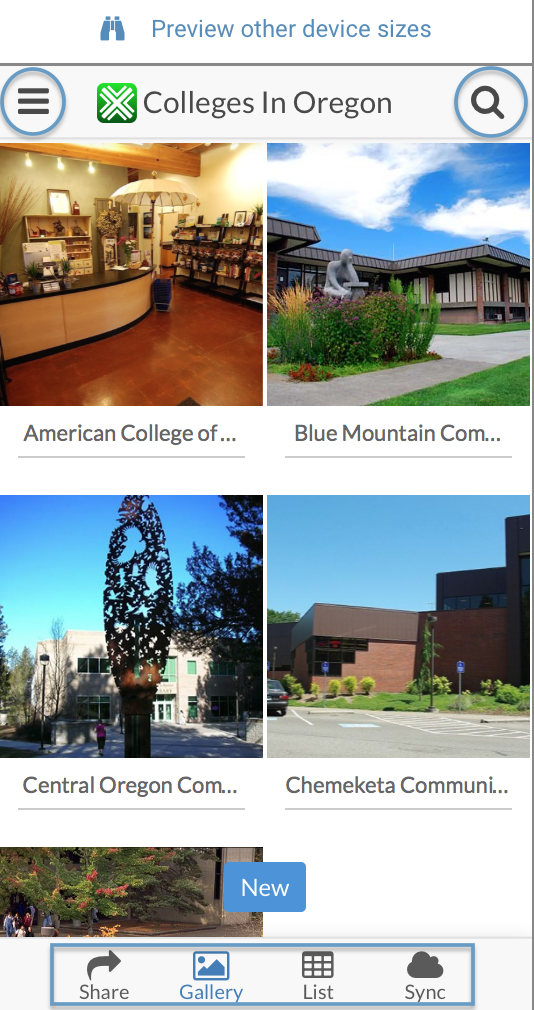 Preview other device sizes
Colleges In Oregon
American College of ...
Blue Mountain Com...
Central Oregon Com...
Chemeketa Communi...
New
Share Gallery List Sync